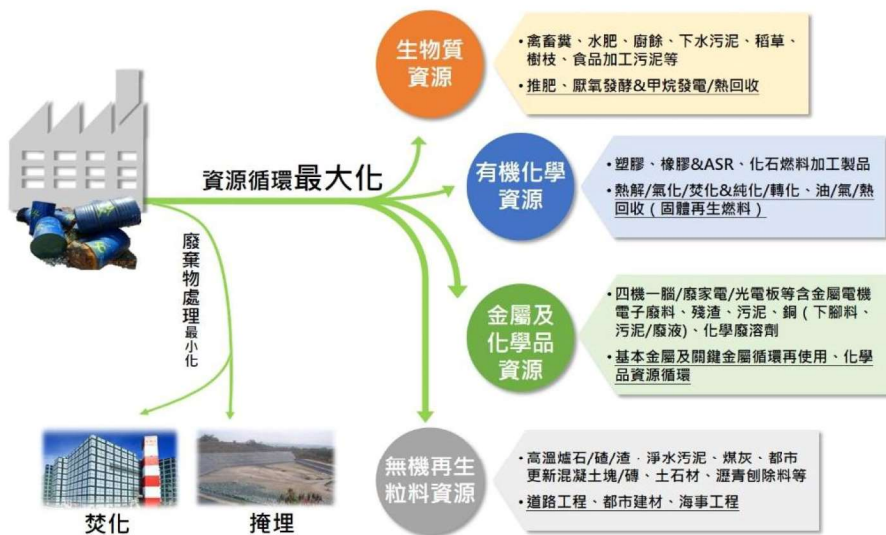 生物質
資源
• 禽畜糞、水肥、廚餘、下水污泥、稻草、
樹枝、食品加工污泥等
• 推肥、厭氧發酵&甲烷發電/熱回收
資源循環最大化
有機化學
資源
• 塑膠、橡膠&ASR、化石燃料加工製品
• 熱解/氣化/焚化&純化/轉化、油/氣/熱
回收（固體再生燃料）
廢棄物處理最小化
金屬及
化學品
資源
• 四機一腦/廢家電/光電板等含金屬電機
電子廢料、殘渣、污泥、銅（下腳料、
污泥/廢液)、化學廢溶劑
• 基本金屬及關鍵金屬循環再使用、化學
品資源循環
無機再生
粒料資源
• 高溫爐石/碴/渣﹑淨水污泥、煤灰、都市
更新混凝土塊/磚、土石材、瀝青刨除料等
• 道路工程、都市建材、海事工程
焚化
掩埋